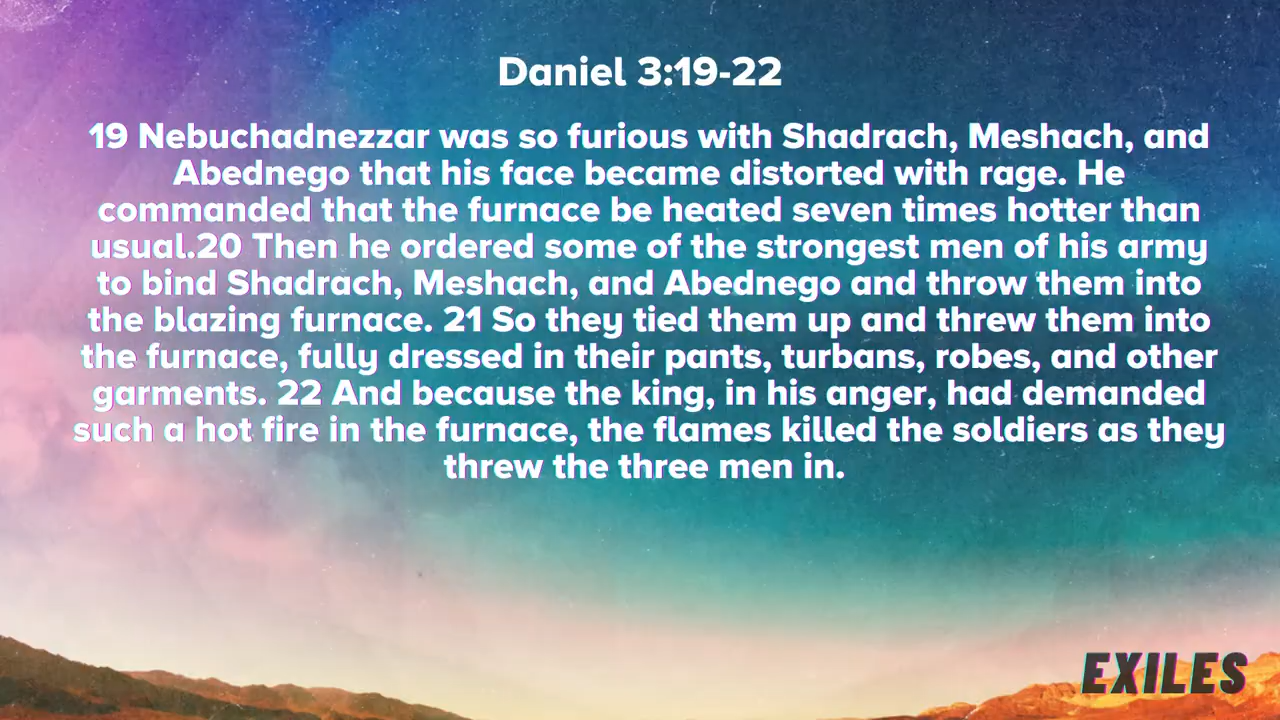 Daniel 3:19-22
19 Nebuchadnezzar was so furious with Shadrach, Meshach, and
Abednego that his face became distorted with rage. He
commanded that the furnace be heated seven times hotter than
usual.20 Then he ordered some of the strongest men of his army
to bind Shadrach, Meshach, and Abednego and throw them into
the blazing furnace. 21 So they tied them up and threw them into
the furnace, fully dressed in their pants, turbans, robes, and other
garments. 22 And because the king, in his anger, had demanded
such a hot fire in the furnace, the flames killed the soldiers as they
threw the three men in.
EXILES